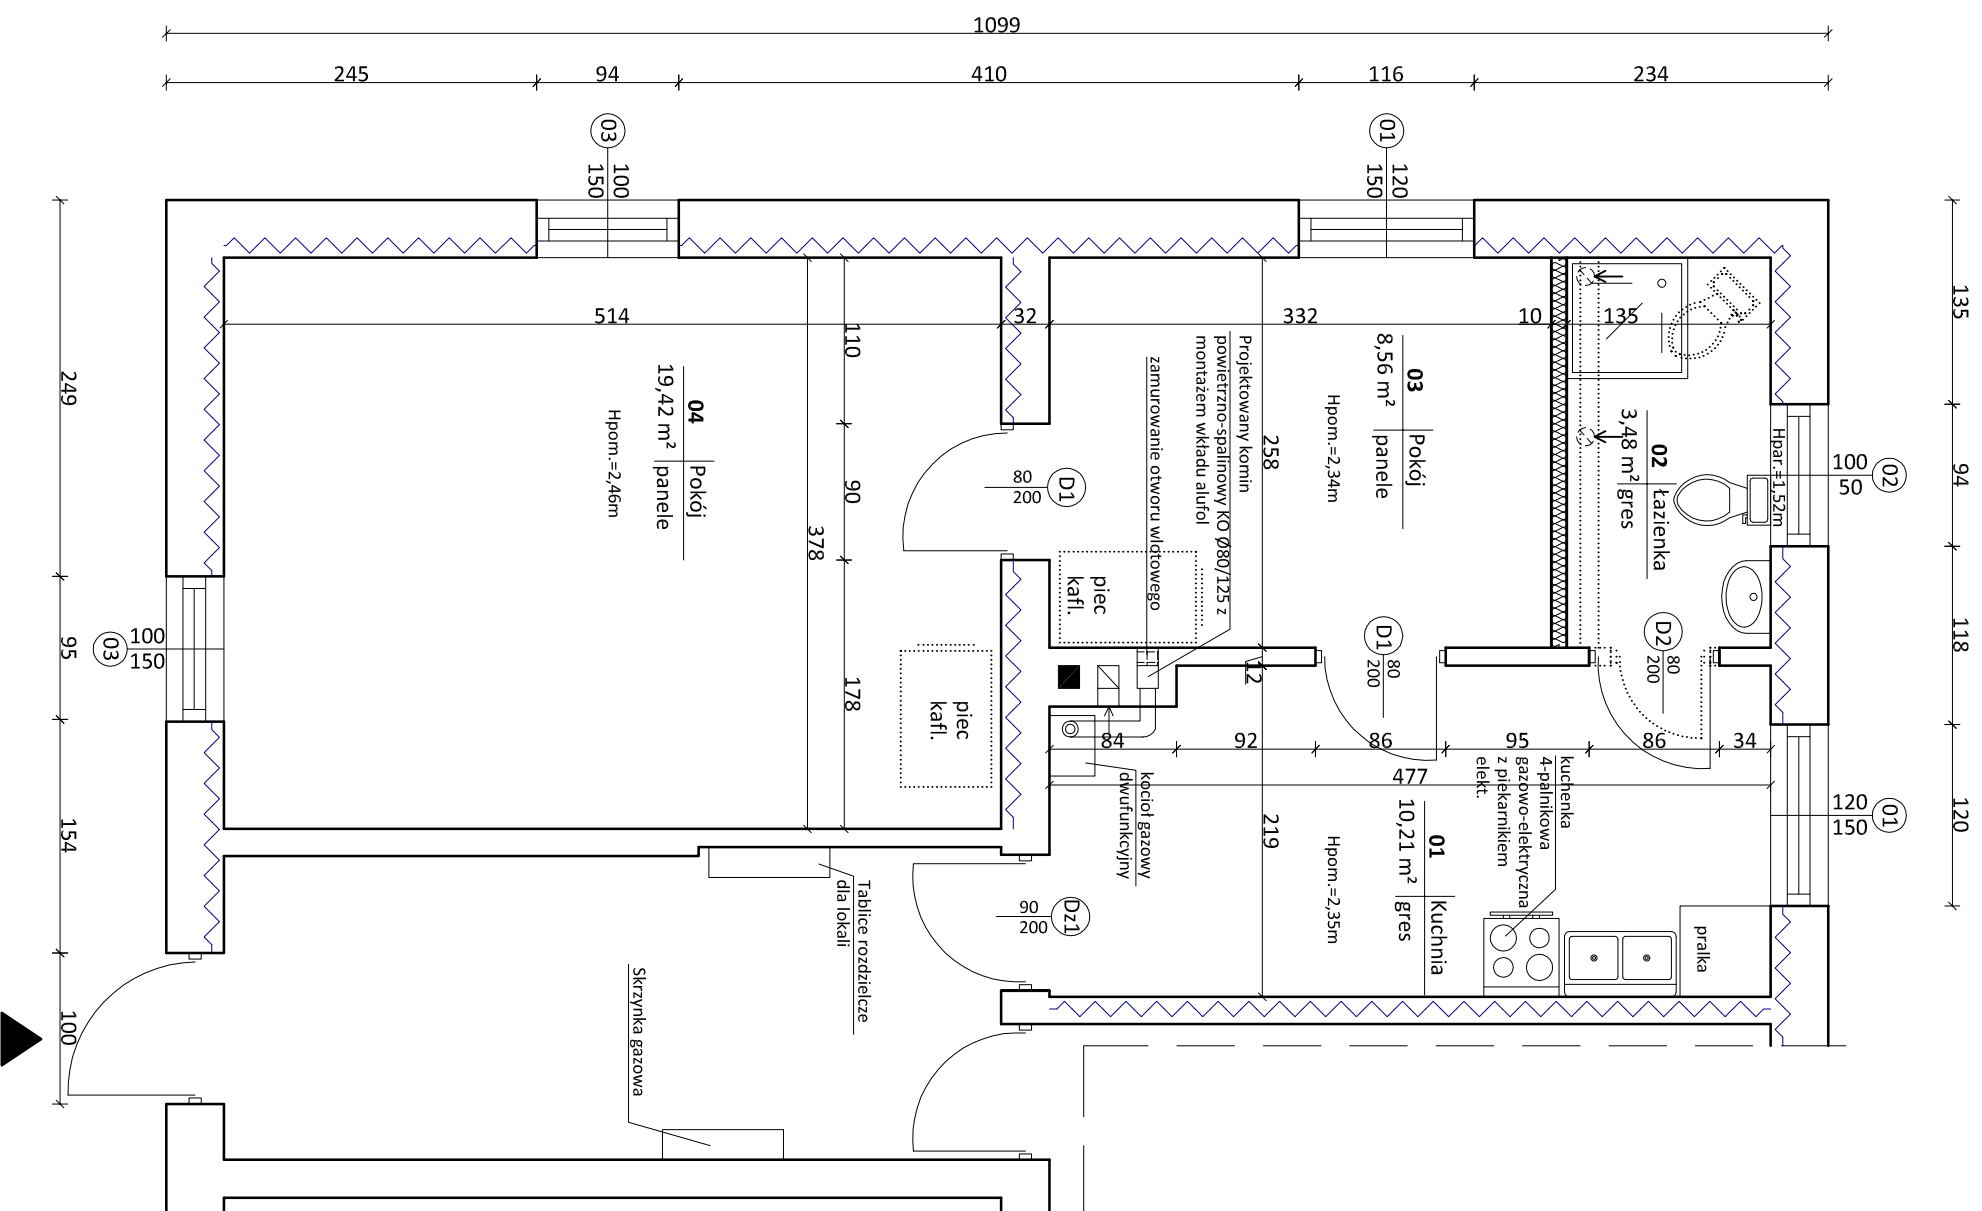 1099
245
94
410
116
234
03
100
150
01
120
150
135
94
118
120
249
95
154
100
514
32
332
10
135
110
90
178
378
258
12
219
04
Pokój
19,42 m²
panele
Hpom.=2,46m
03
Pokój
8,56 m²
panele
Hpom.=2,34m
02
Łazienka
3,48 m²
gres
Hpar.=1,52m
02
100
50
01
120
150
03
100
150
D1
80
200
D1
80
200
D2
80
200
Dz1
90
200
Projektowany komin
powietrzno-spalinowy KO Ø80/125 z
montażem wkładu alufol
zamurowanie otworu wlotowego
piec
kafl.
piec
kafl.
84
92
86
95
86
34
477
kocioł gazowy
dwufunkcyjny
kuchenka
4-palnikowa
gazowo-elektryczna
z piekarnikiem
elekt.
01
Kuchnia
10,21 m²
gres
Hpom.=2,35m
pralka
Tablice rozdzielcze
dla lokali
Skrzynka gazowa